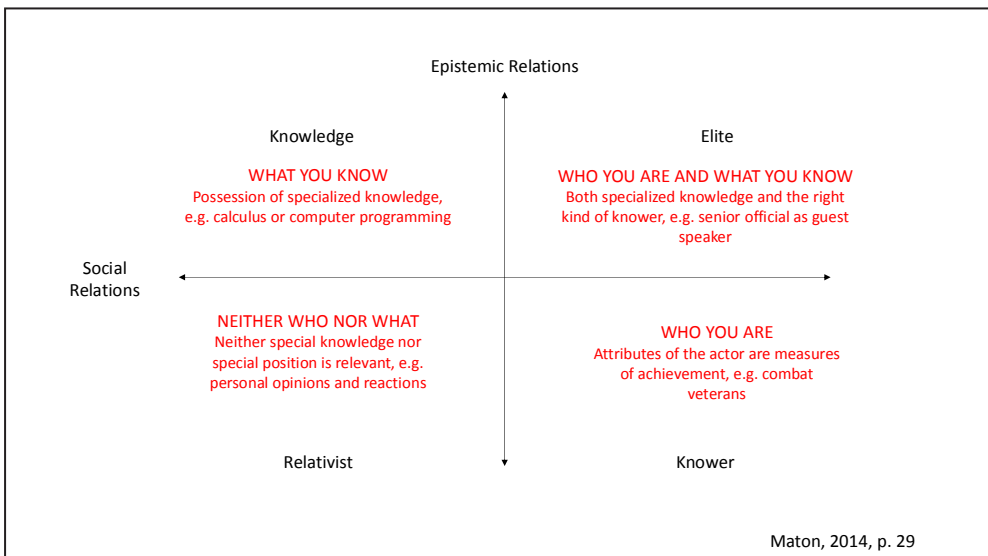 Epistemic Relations
Knowledge
WHAT YOU KNOW
Possession of specialized knowledge,
e.g. calculus or computer programming
Elite
WHO YOU ARE AND WHAT YOU KNOW
Both specialized knowledge and the right
kind of knower, e.g. senior official as guest
speaker
Social
Relations
NEITHER WHO NOR WHAT
Neither special knowledge nor
special position is relevant, e.g.
personal opinions and reactions
WHO YOU ARE
Attributes of the actor are measures
of achievement, e.g. combat
veterans
Relativist
Knower
Maton, 2014, p. 29